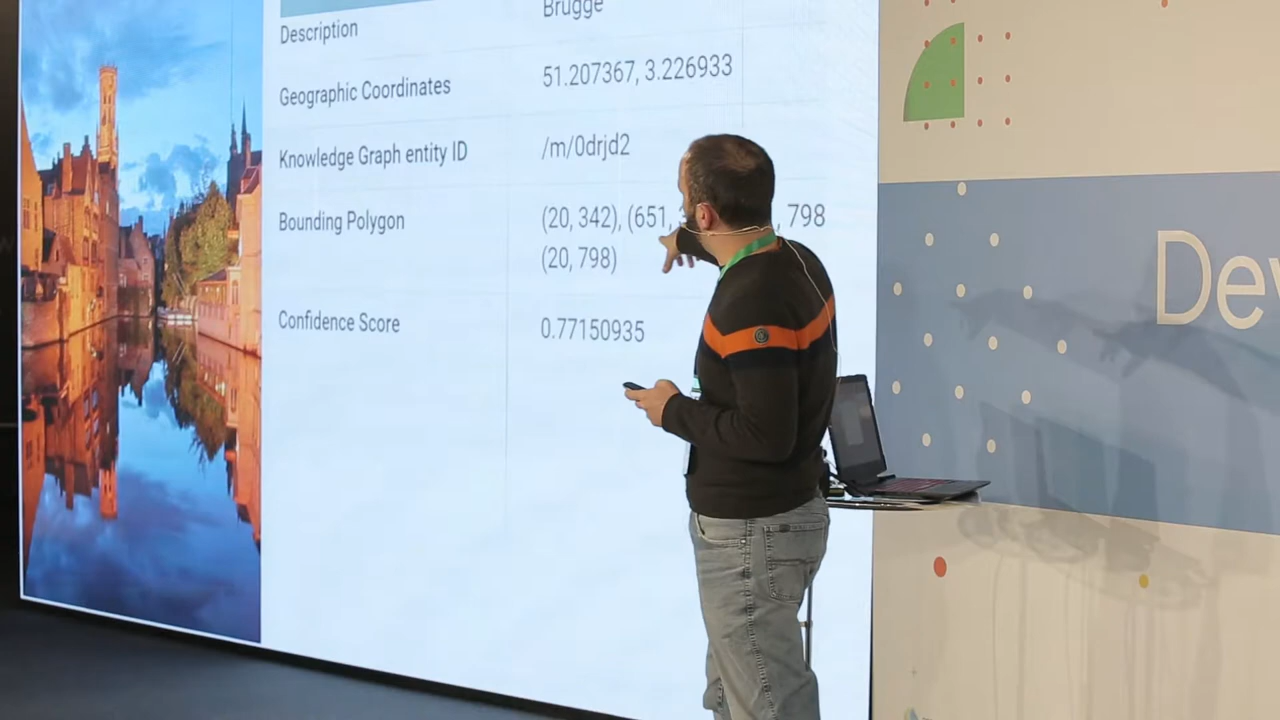 Brugge
Description
Geographic Coordinates 51.207367, 3.226933
Knowledge Graph entity ID /m/0drjd2
Bounding Polygon (20, 342), (651, , 798
(20, 798)
Confidence Score 0.77150935
Dev